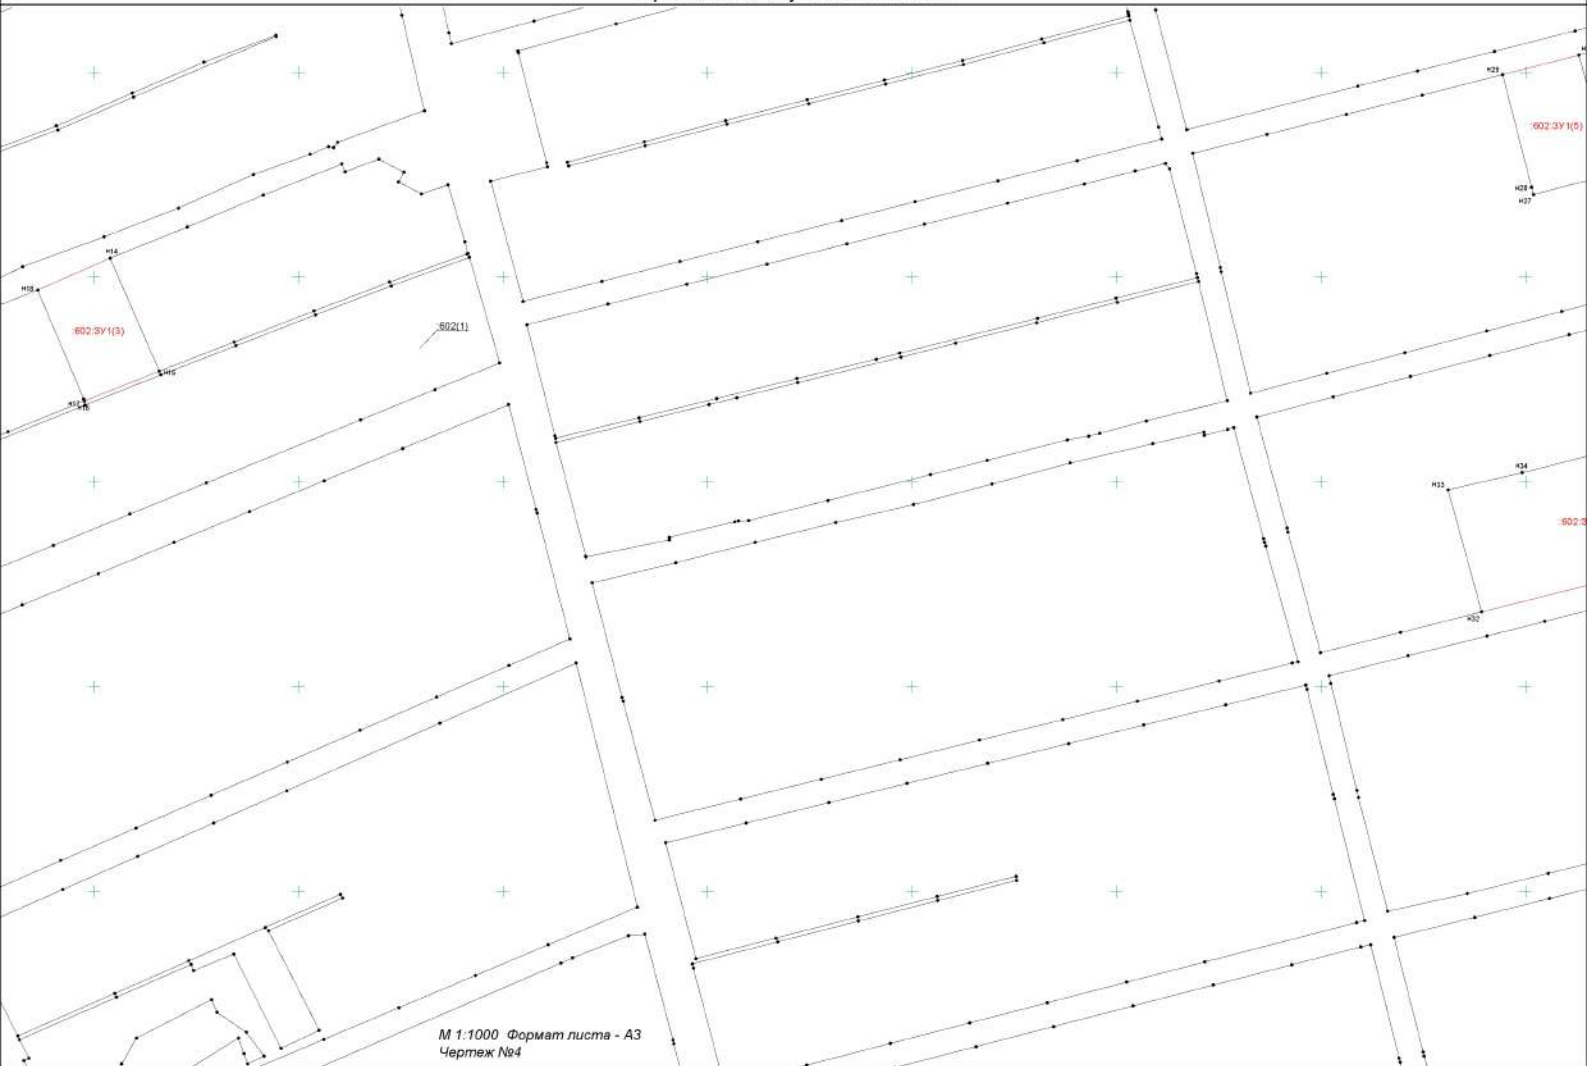 н29
:602:ЗУ1(5)
н28
н27
н14
н18
:602:ЗУ1(3)
:602(1)
н15
н17
н16
н34
н33
:602:З
н32
М 1:1000 Формат листа - А3
Чертеж №4